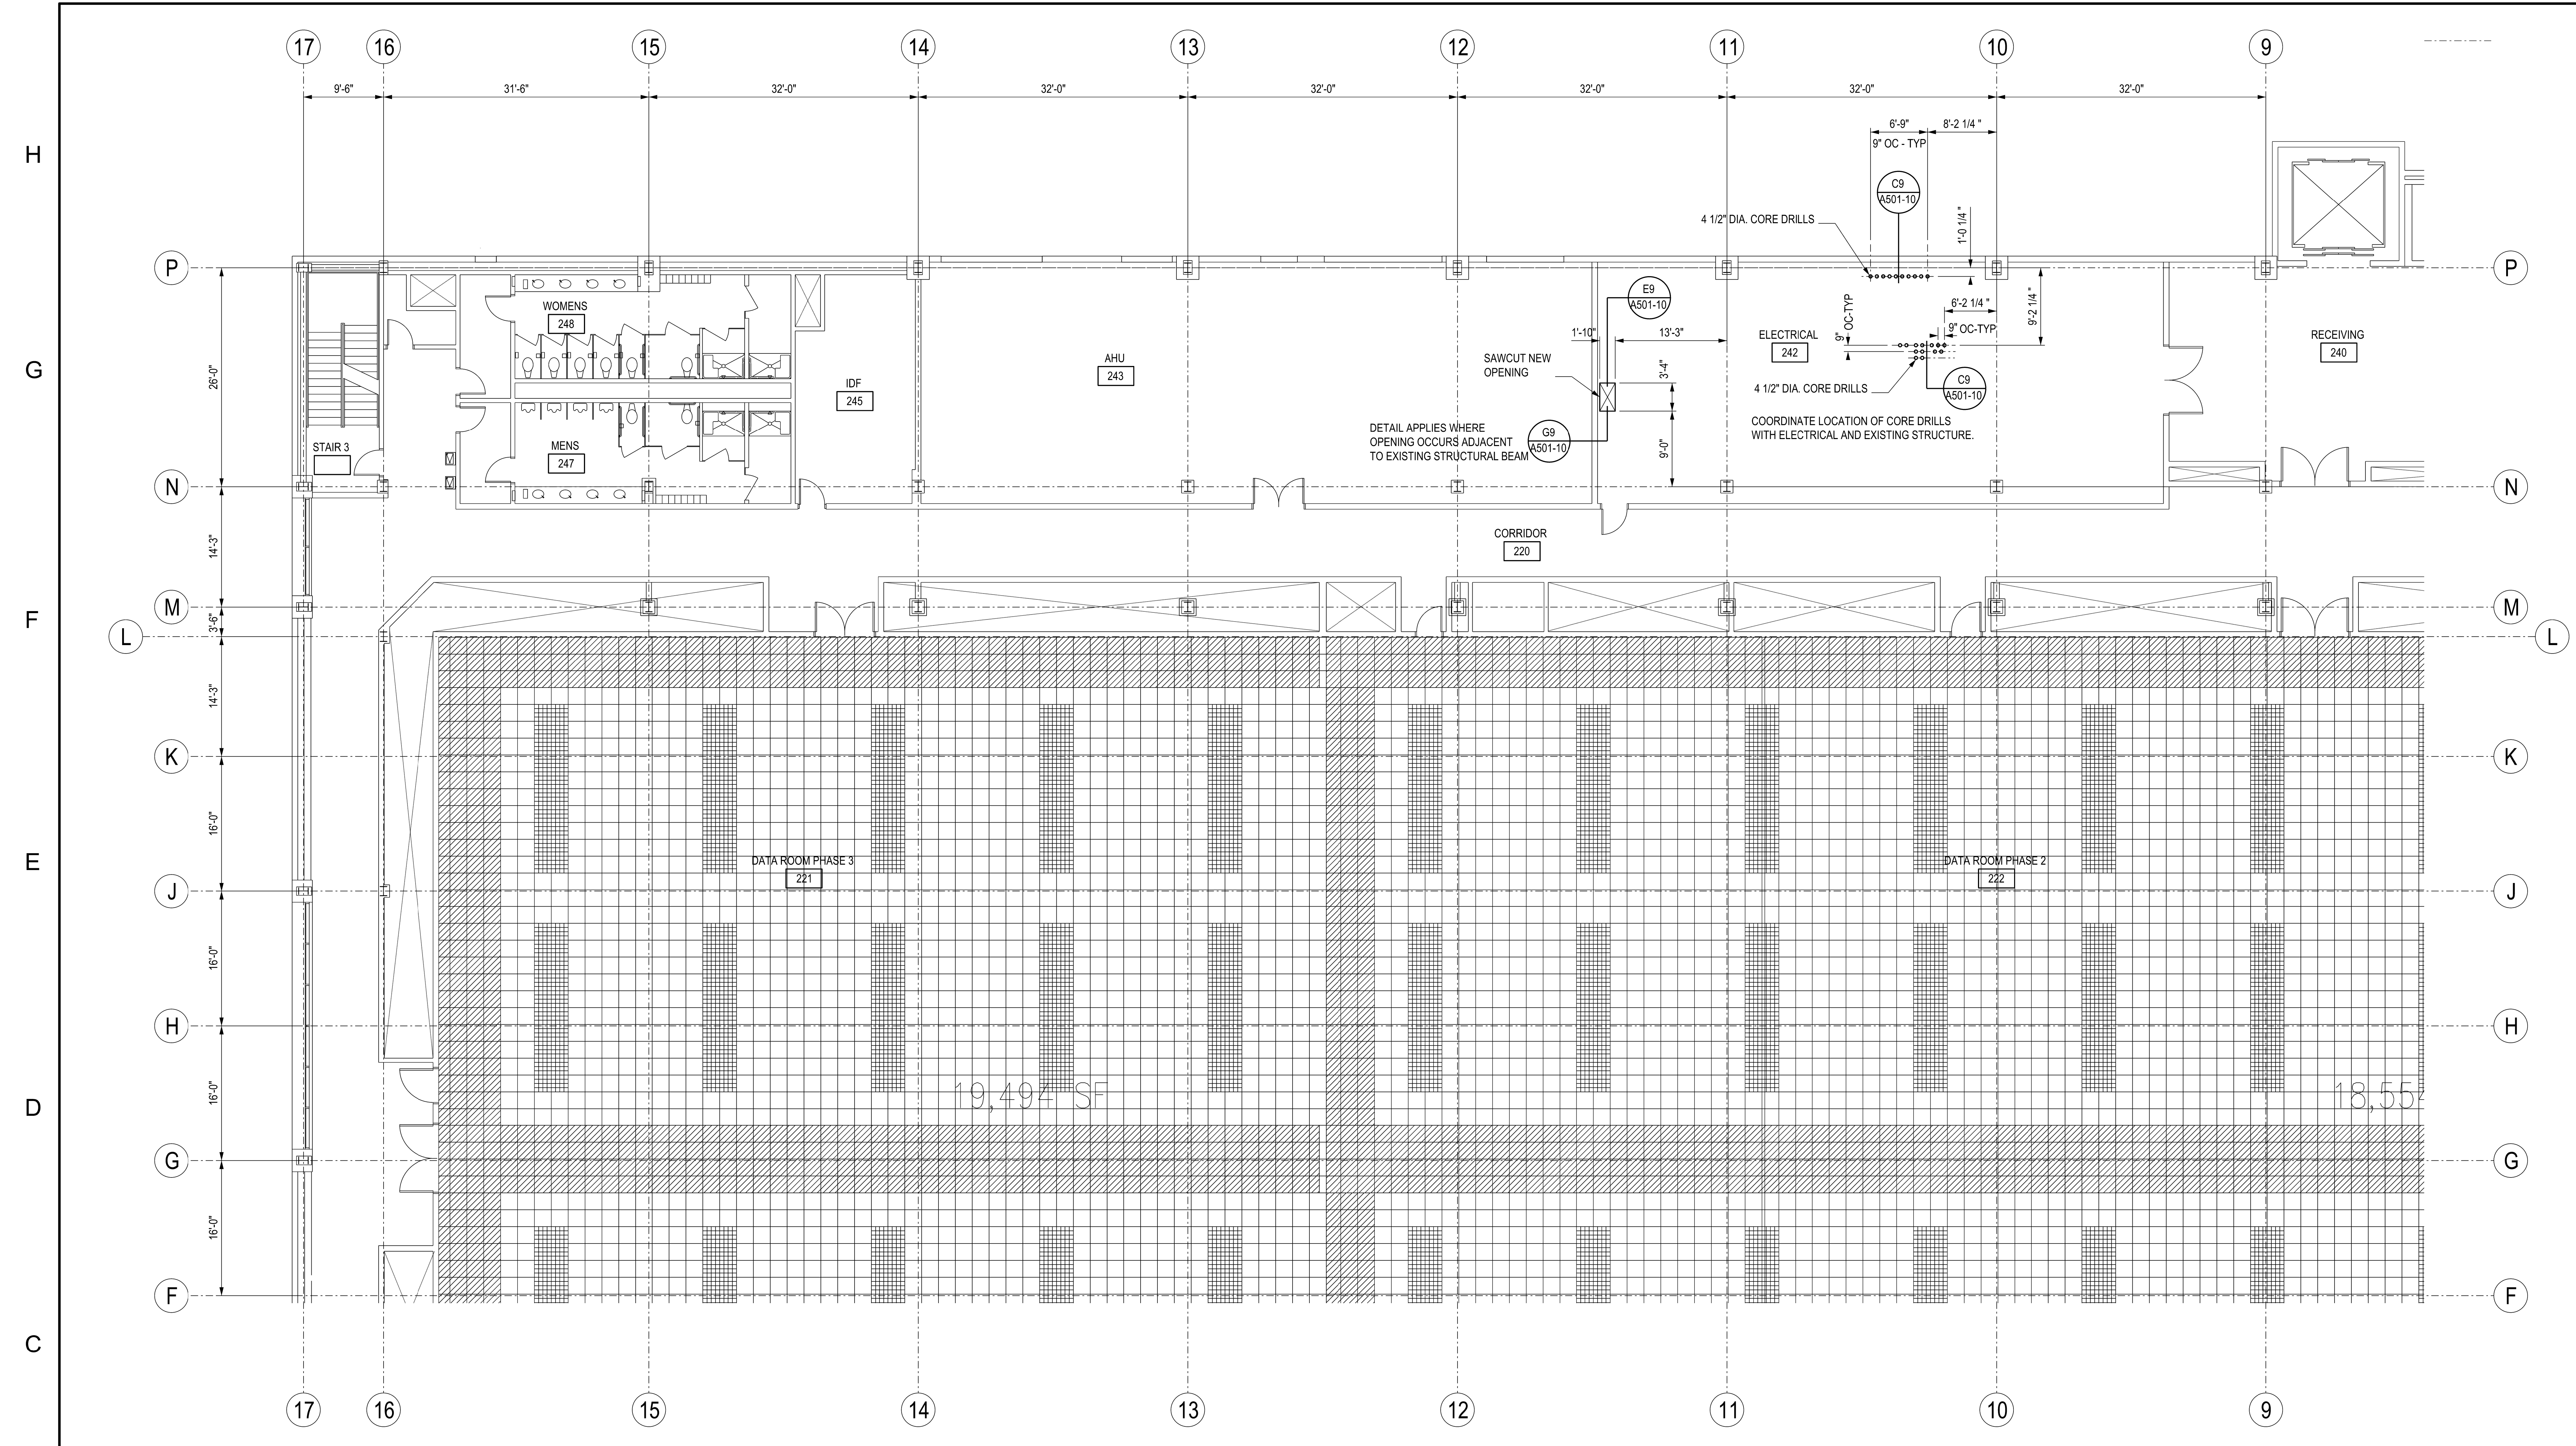 17 16 15 14 13 12 11 10 9
9'-6" 31'-6" 32'-0" 32'-0" 32'-0" 32'-0" 32'-0" 32'-0"
6'-9" 8'-2 1/4 "
H
9" OC - TYP
C9
A501-10
4 1/2" DIA. CORE DRILLS
1'-0 1/4 "
P P
E9
A501-10
WOMENS
248
6'-2 1/4 "
9'-2 1/4 "
9" OC-TYP
9" OC-TYP
1'-10" 13'-3"
ELECTRICAL
242
RECEIVING
240
AHU
243
SAWCUT NEW
OPENING
3'-4"
G
26'-0"
IDF
245
4 1/2" DIA. CORE DRILLS
C9
A501-10
COORDINATE LOCATION OF CORE DRILLS
WITH ELECTRICAL AND EXISTING STRUCTURE.
DETAIL APPLIES WHERE
OPENING OCCURS ADJACENT
TO EXISTING STRUCTURAL BEAM
G9
A501-10
9'-0"
STAIR 3
MENS
247
N N
14'-3"
CORRIDOR
220
M M
F
3'-6"
L L
14'-3"
K K
16'-0"
E
DATA ROOM PHASE 3
221
DATA ROOM PHASE 2
222
J J
16'-0"
H H
16'-0"
D
19,494 SF
18,554
G G
16'-0"
F F
C
17 16 15 14 13 12 11 10 9